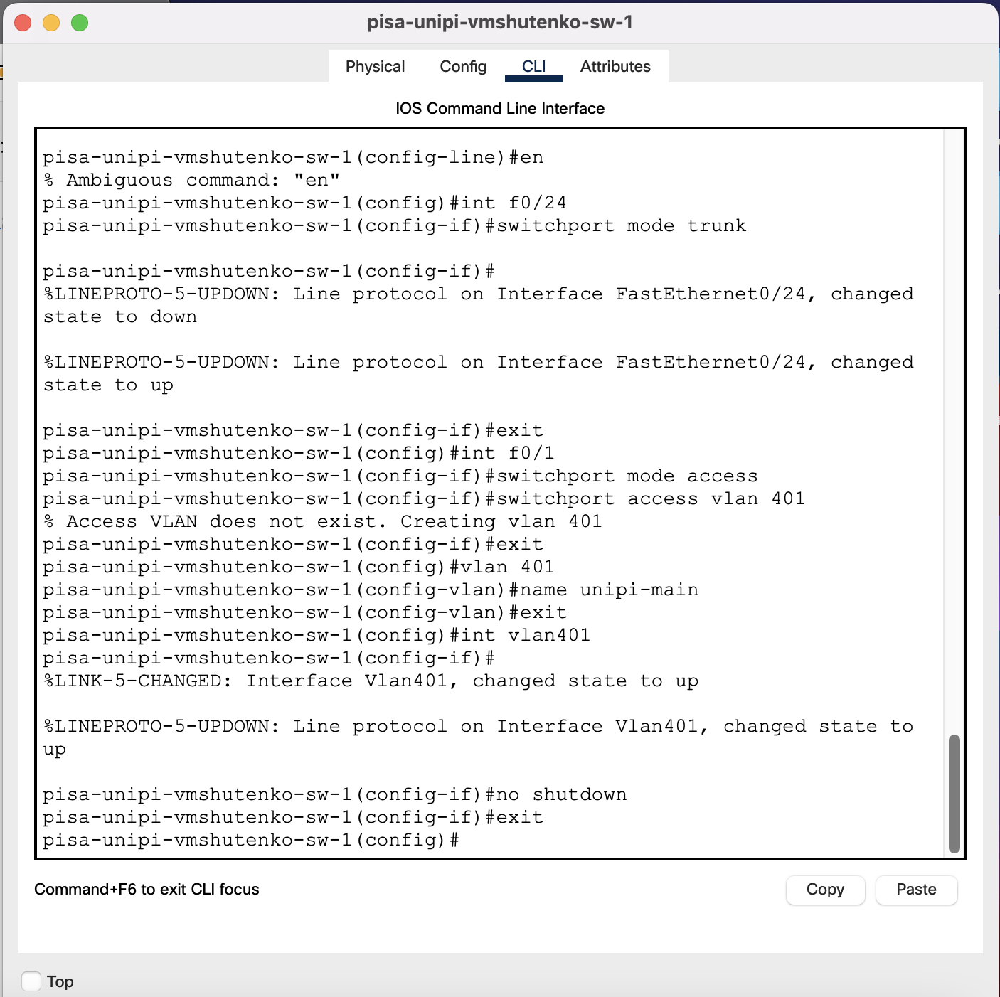 pisa-unipi-vmshutenko-sw-1
Physical Config CLI Attributes
IOS Command Line Interface
pisa-unipi-vmshutenko-sw-1(config-line)#en
% Ambiguous command: "en"
pisa-unipi-vmshutenko-sw-1(config)#int f0/24
pisa-unipi-vmshutenko-sw-1(config-if)#switchport mode trunk
pisa-unipi-vmshutenko-sw-1(config-if)#
%LINEPROTO-5-UPDOWN: Line protocol on Interface FastEthernet0/24, changed
state to down
%LINEPROTO-5-UPDOWN: Line protocol on Interface FastEthernet0/24, changed
state to up
pisa-unipi-vmshutenko-sw-1(config-if)#exit
pisa-unipi-vmshutenko-sw-1(config)#int f0/1
pisa-unipi-vmshutenko-sw-1(config-if)#switchport mode access
pisa-unipi-vmshutenko-sw-1(config-if)#switchport access vlan 401
% Access VLAN does not exist. Creating vlan 401
pisa-unipi-vmshutenko-sw-1(config-if)#exit
pisa-unipi-vmshutenko-sw-1(config)#vlan 401
pisa-unipi-vmshutenko-sw-1(config-vlan)#name unipi-main
pisa-unipi-vmshutenko-sw-1(config-vlan)#exit
pisa-unipi-vmshutenko-sw-1(config)#int vlan401
pisa-unipi-vmshutenko-sw-1(config-if)#
%LINK-5-CHANGED: Interface Vlan401, changed state to up
%LINEPROTO-5-UPDOWN: Line protocol on Interface Vlan401, changed state to
up
pisa-unipi-vmshutenko-sw-1(config-if)#no shutdown
pisa-unipi-vmshutenko-sw-1(config-if)#exit
pisa-unipi-vmshutenko-sw-1(config)#
Command+F6 to exit CLI focus
Copy Paste
Top